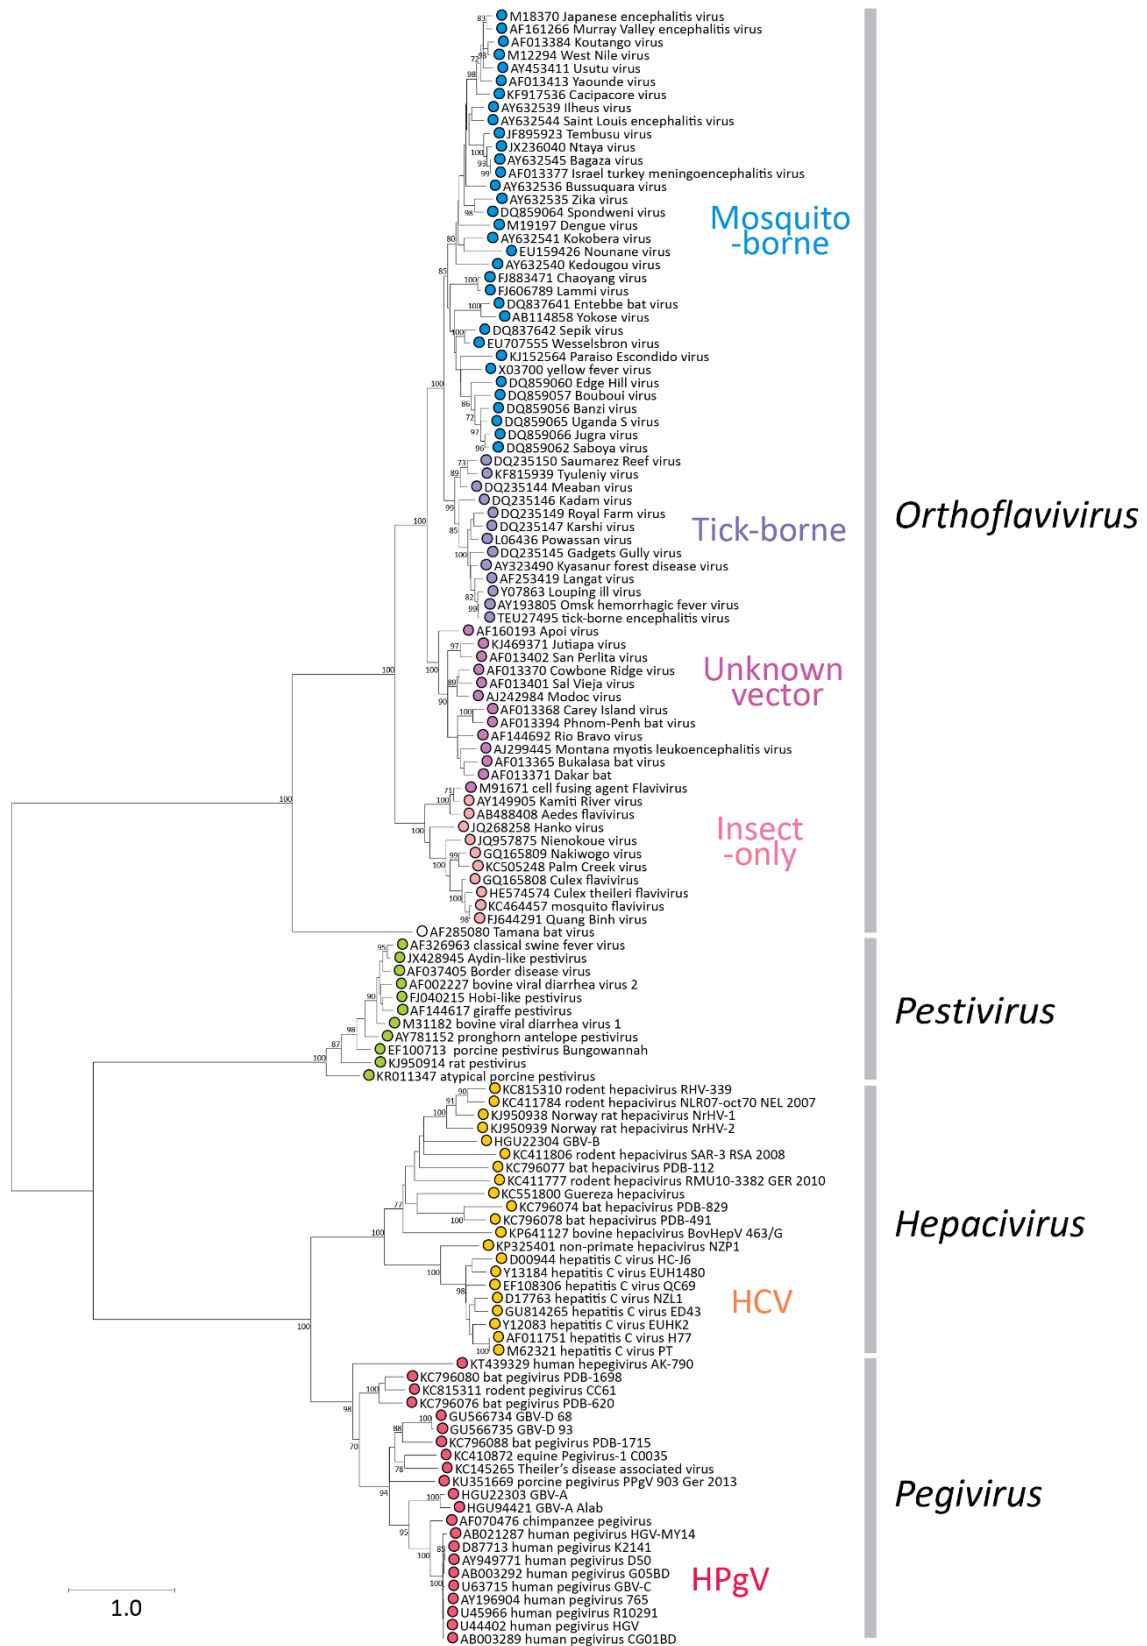 M18370 Japanese encephalitis virus
AF161266 Murray Valley encephalitis virus
AF013384 Koutango virus
M12294 West Nile virus
AY453411 Usutu virus
AF013413 Yaounde virus
KF917536 Cacipacore virus
AY632539 Ilheus virus
AY632544 Saint Louis encephalitis virus
JF895923 Tembusu virus
JX236040 Ntaya virus
AY632545 Bagaza virus
AF013377 Israel turkey meningoencephalitis virus
AY632536 Bussuquara virus
AY632535 Zika virus
DQ859064 Spondweni virus
M19197 Dengue virus
AY632541 Kokobera virus
EU159426 Nounane virus
AY632540 Kedougou virus
FJ883471 Chaoyang virus
FJ606789 Lammi virus
DQ837641 Entebbe bat virus
AB114858 Yokose virus
DQ837642 Sepik virus
EU707555 Wesselsbron virus
KJ152564 Paraiso Escondido virus
X03700 yellow fever virus
DQ859060 Edge Hill virus
DQ859057 Bouboui virus
DQ859056 Banzi virus
DQ859065 Uganda S virus
DQ859066 Jugra virus
DQ859062 Saboya virus
Mosquito
-borne
DQ235150 Saumarez Reef virus
KF815939 Tyuleniy virus
DQ235144 Meaban virus
DQ235146 Kadam virus
DQ235149 Royal Farm virus
DQ235147 Karshi virus
L06436 Powassan virus
DQ235145 Gadgets Gully virus
AY323490 Kyasanur forest disease virus
AF253419 Langat virus
Y07863 Louping ill virus
AY193805 Omsk hemorrhagic fever virus
TEU27495 tick-borne encephalitis virus
Tick-borne
Orthoflavivirus
AF160193 Apoi virus
KJ469371 Jutiapa virus
AF013402 San Perlita virus
AF013370 Cowbone Ridge virus
AF013401 Sal Vieja virus
AJ242984 Modoc virus
AF013368 Carey Island virus
AF013394 Phnom-Penh bat virus
AF144692 Rio Bravo virus
AJ299445 Montana myotis leukoencephalitis virus
AF013365 Bukalasa bat virus
AF013371 Dakar bat
Unknown
vector
M91671 cell fusing agent Flavivirus
AY149905 Kamiti River virus
AB488408 Aedes flavivirus
JQ268258 Hanko virus
JQ957875 Nienokoue virus
GQ165809 Nakiwogo virus
KC505248 Palm Creek virus
GQ165808 Culex flavivirus
HE574574 Culex theileri flavivirus
KC464457 mosquito flavivirus
FJ644291 Quang Binh virus
Insect
-only
AF285080 Tamana bat virus
AF326963 classical swine fever virus
JX428945 Aydin-like pestivirus
AF037405 Border disease virus
AF002227 bovine viral diarrhea virus 2
FJ040215 Hobi-like pestivirus
AF144617 giraffe pestivirus
M31182 bovine viral diarrhea virus 1
AY781152 pronghorn antelope pestivirus
EF100713 porcine pestivirus Bungowannah
KJ950914 rat pestivirus
KR011347 atypical porcine pestivirus
Pestivirus
KC815310 rodent hepacivirus RHV-339
KC411784 rodent hepacivirus NLR07-oct70 NEL 2007
KJ950938 Norway rat hepacivirus NrHV-1
KJ950939 Norway rat hepacivirus NrHV-2
HGU22304 GBV-B
KC411806 rodent hepacivirus SAR-3 RSA 2008
KC796077 bat hepacivirus PDB-112
KC411777 rodent hepacivirus RMU10-3382 GER 2010
KC551800 Guereza hepacivirus
KC796074 bat hepacivirus PDB-829
KC796078 bat hepacivirus PDB-491
KP641127 bovine hepacivirus BovHepV 463/G
KP325401 non-primate hepacivirus NZP1
D00944 hepatitis C virus HC-J6
Y13184 hepatitis C virus EUH1480
EF108306 hepatitis C virus QC69
D17763 hepatitis C virus NZL1
GU814265 hepatitis C virus ED43
Y12083 hepatitis C virus EUHK2
AF011751 hepatitis C virus H77
M62321 hepatitis C virus PT
HCV
Hepacivirus
KT439329 human hepegivirus AK-790
KC796080 bat pegivirus PDB-1698
KC815311 rodent pegivirus CC61
KC796076 bat pegivirus PDB-620
GU566734 GBV-D 68
GU566735 GBV-D 93
KC796088 bat pegivirus PDB-1715
KC410872 equine Pegivirus-1 C0035
KC145265 Theiler's disease associated virus
KU351669 porcine pegivirus PPgV 903 Ger 2013
HGU22303 GBV-A
HGU94421 GBV-A Alab
AF070476 chimpanzee pegivirus
AB021287 human pegivirus HGV-MY14
D87713 human pegivirus K2141
AY949771 human pegivirus D50
AB003292 human pegivirus G05BD
U63715 human pegivirus GBV-C
AY196904 human pegivirus 765
U45966 human pegivirus R10291
U44402 human pegivirus HGV
AB003289 human pegivirus CG01BD
HPgV
Pegivirus
1.0